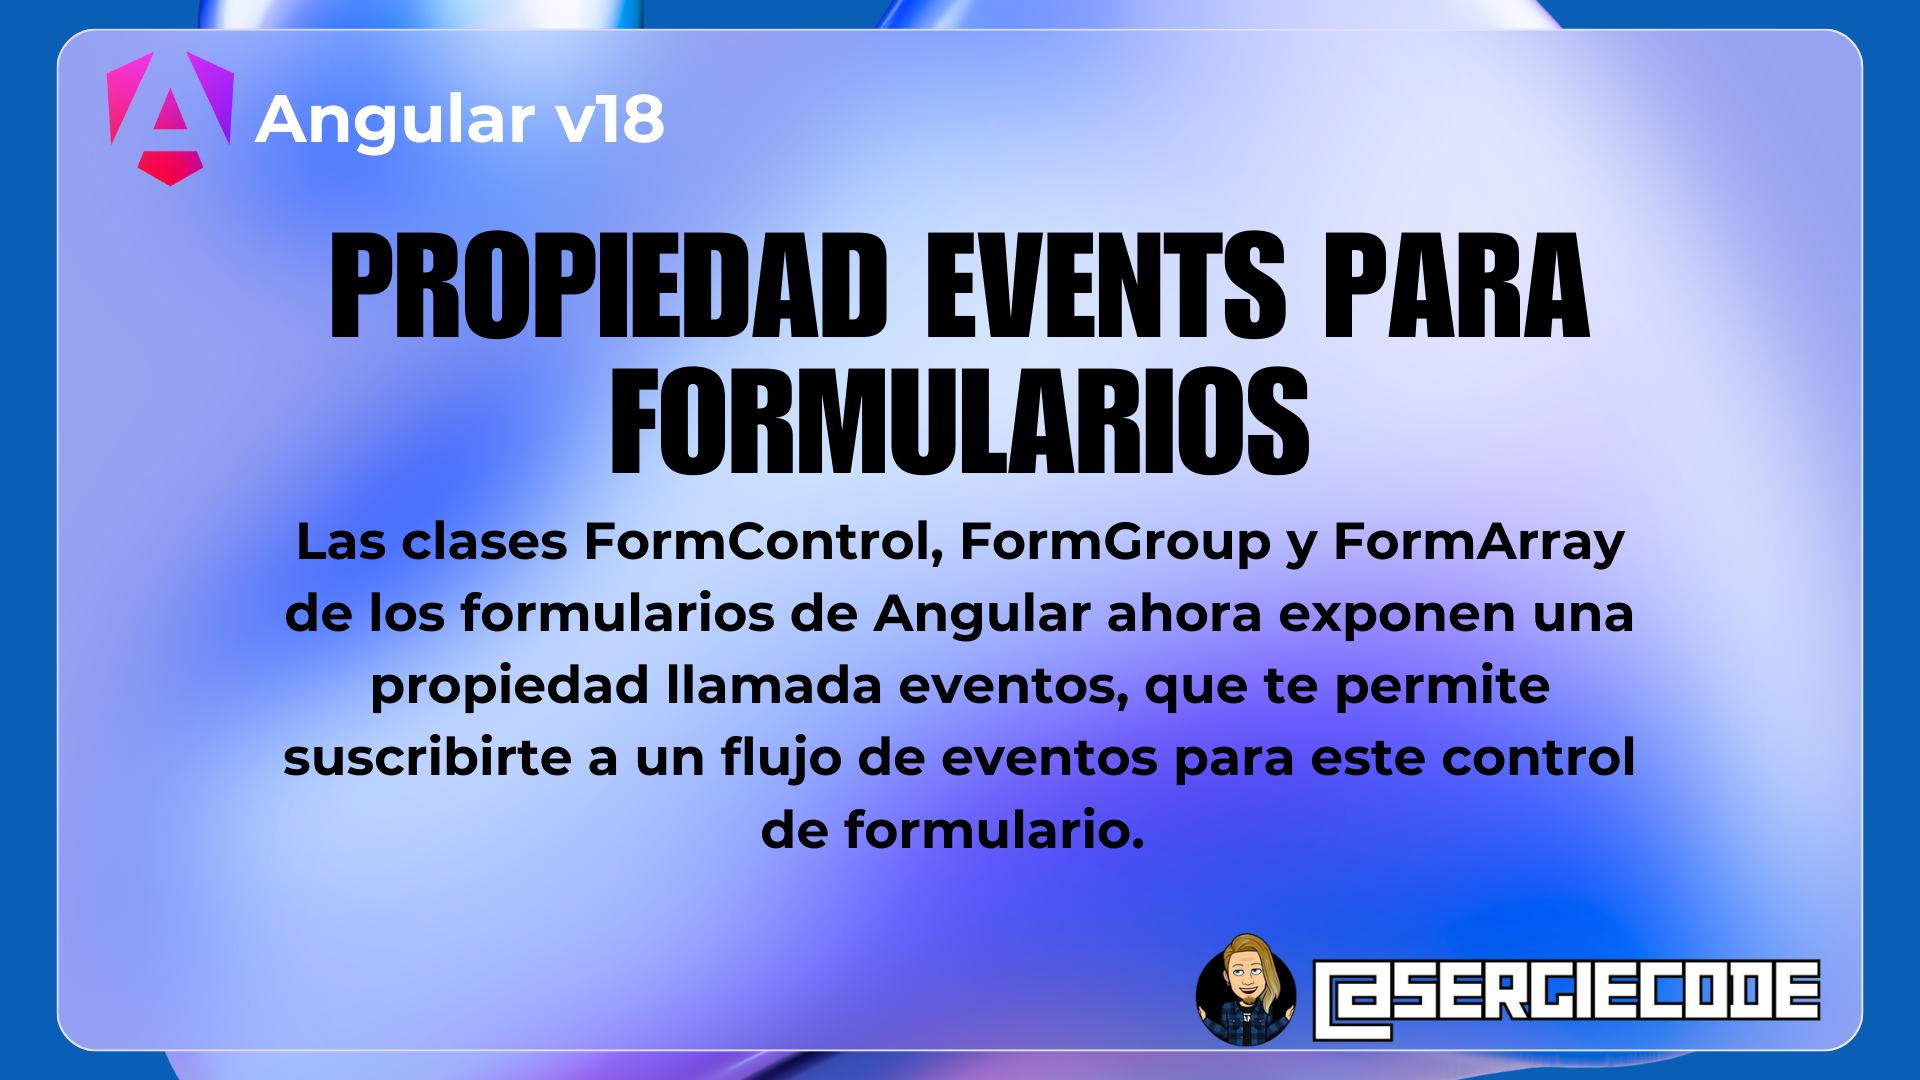 Angular v18
PROPIEDAD EVENTS PARA
FORMULARIOS
Las clases FormControl, FormGroup y FormArray
de los formularios de Angular ahora exponen una
propiedad llamada eventos, que te permite
suscribirte a un flujo de eventos para este control
de formulario.
@SERGIECODE